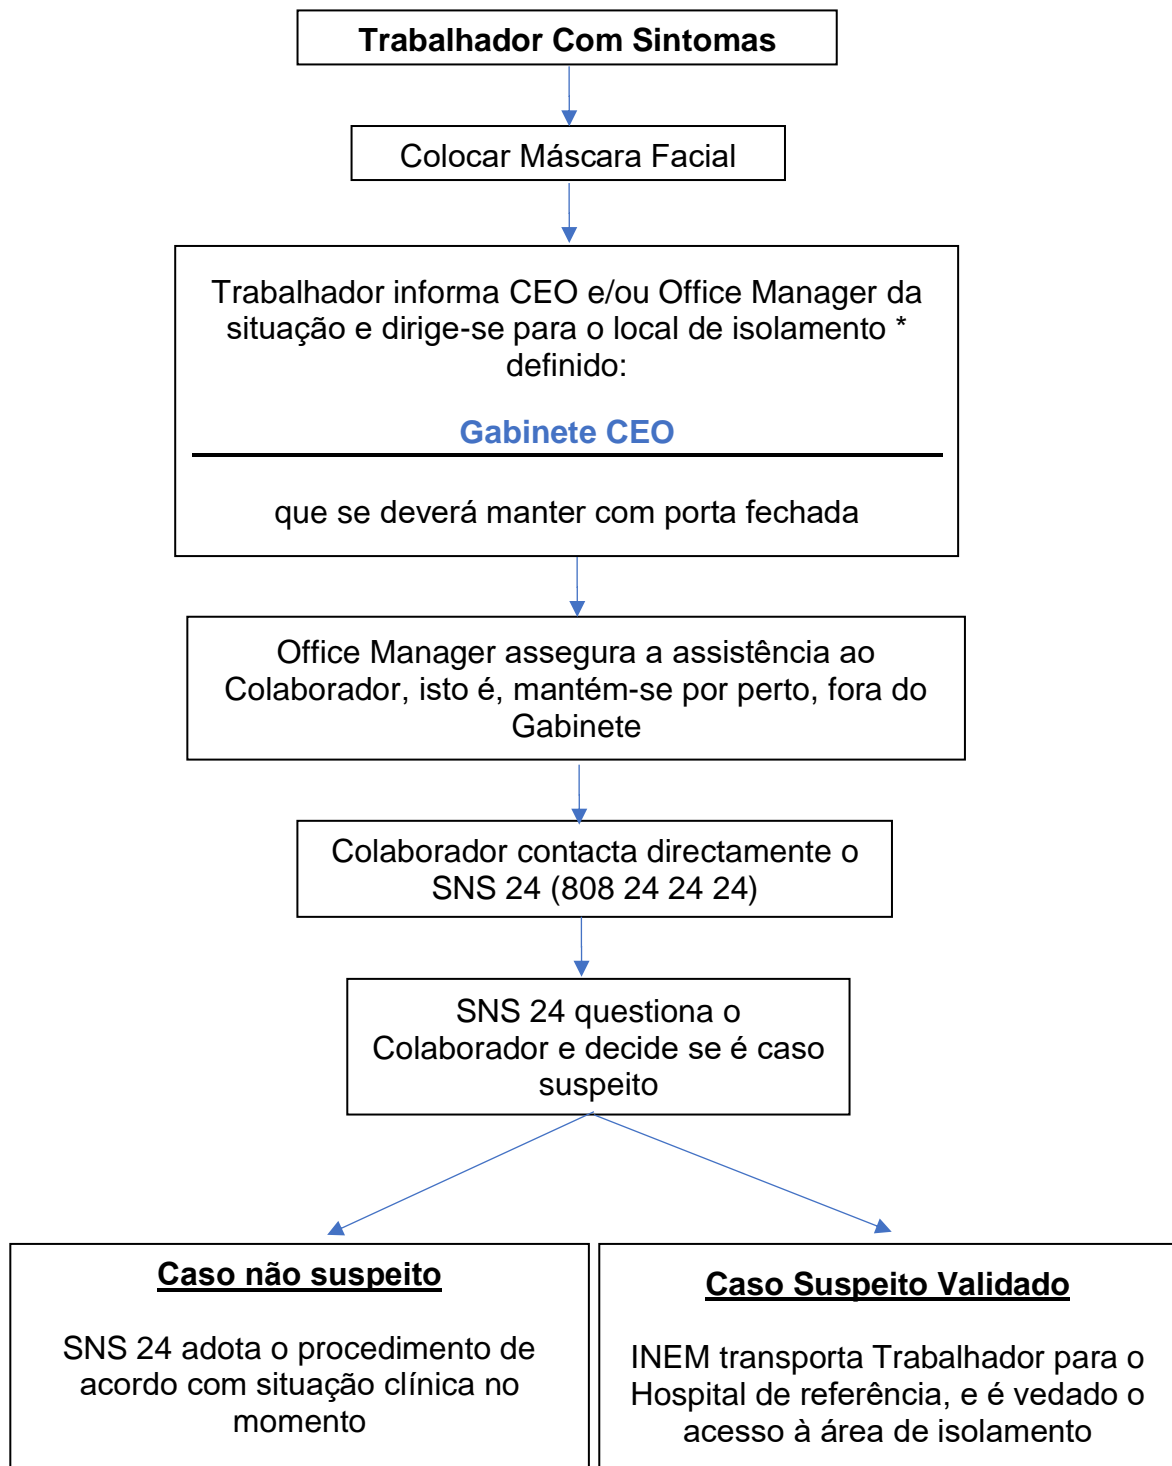 Trabalhador Com Sintomas
Colocar Máscara Facial
Trabalhador informa CEO e/ou Office Manager da
situação e dirige-se para o local de isolamento *
definido:
Gabinete CEO
que se deverá manter com porta fechada
Office Manager assegura a assistência ao
Colaborador, isto é, mantém-se por perto, fora do
Gabinete
Colaborador contacta directamente o
SNS 24 (808 24 24 24)
SNS 24 questiona o
Colaborador e decide se é caso
suspeito
Caso não suspeito
SNS 24 adota o procedimento de
acordo com situação clínica no
momento
Caso Suspeito Validado
INEM transporta Trabalhador para o
Hospital de referência, e é vedado o
acesso à área de isolamento